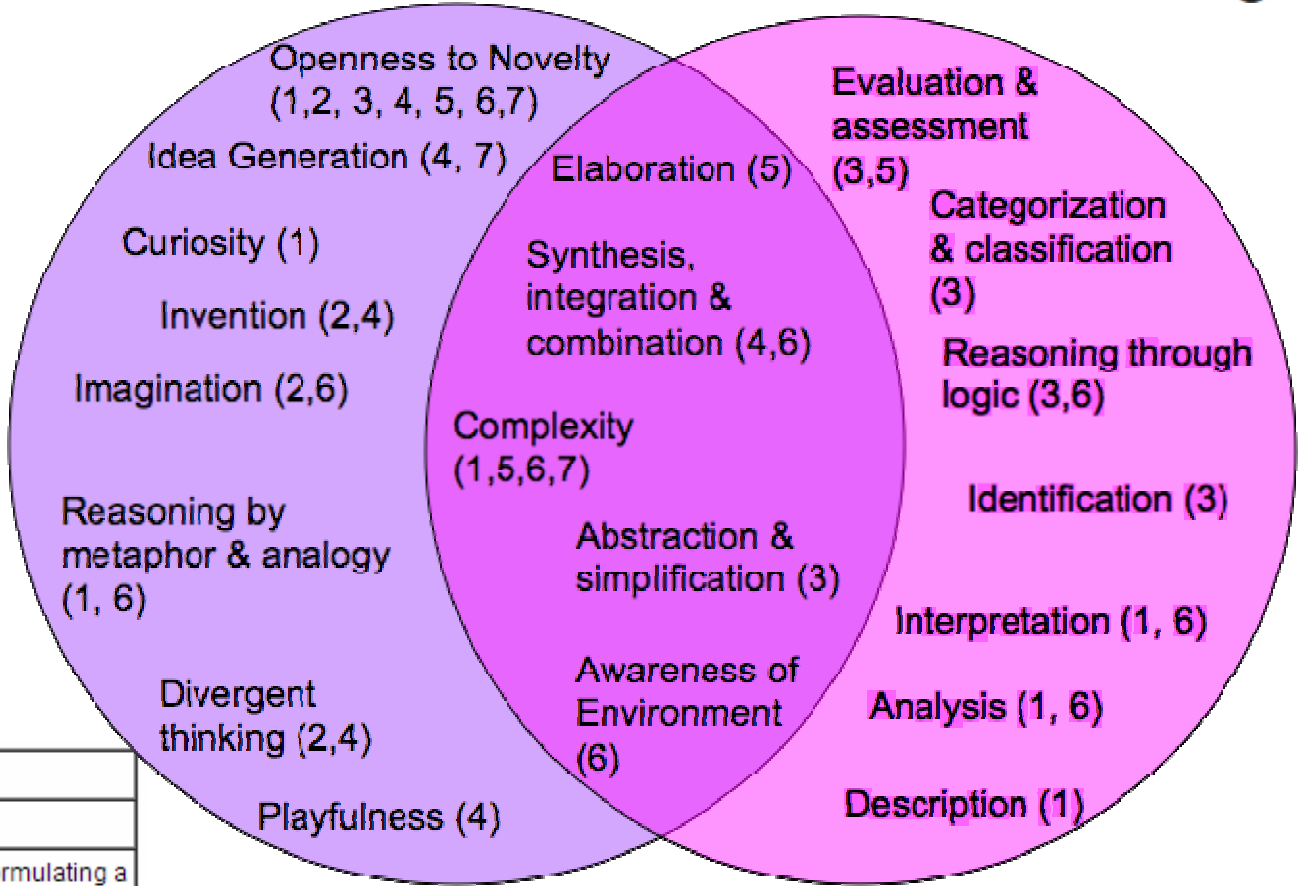 Openness to Novelty
(1,2, 3, 4, 5, 6,7)
Idea Generation (4, 7)
Curiosity (1)
Invention (2,4)
Imagination (2,6)
Reasoning by
metaphor & analogy
(1, 6)
Divergent
thinking (2,4)
Playfulness (4)
Elaboration (5)
Synthesis,
integration &
combination (4,6)
Complexity
(1,5,6,7)
Abstraction &
simplification (3)
Awareness of
Environment
(6)
Evaluation &
assessment
(3,5)
Categorization
& classification
(3)
Reasoning through
logic (3,6)
Identification (3)
Interpretation (1, 6)
Analysis (1, 6)
Description (1)
a